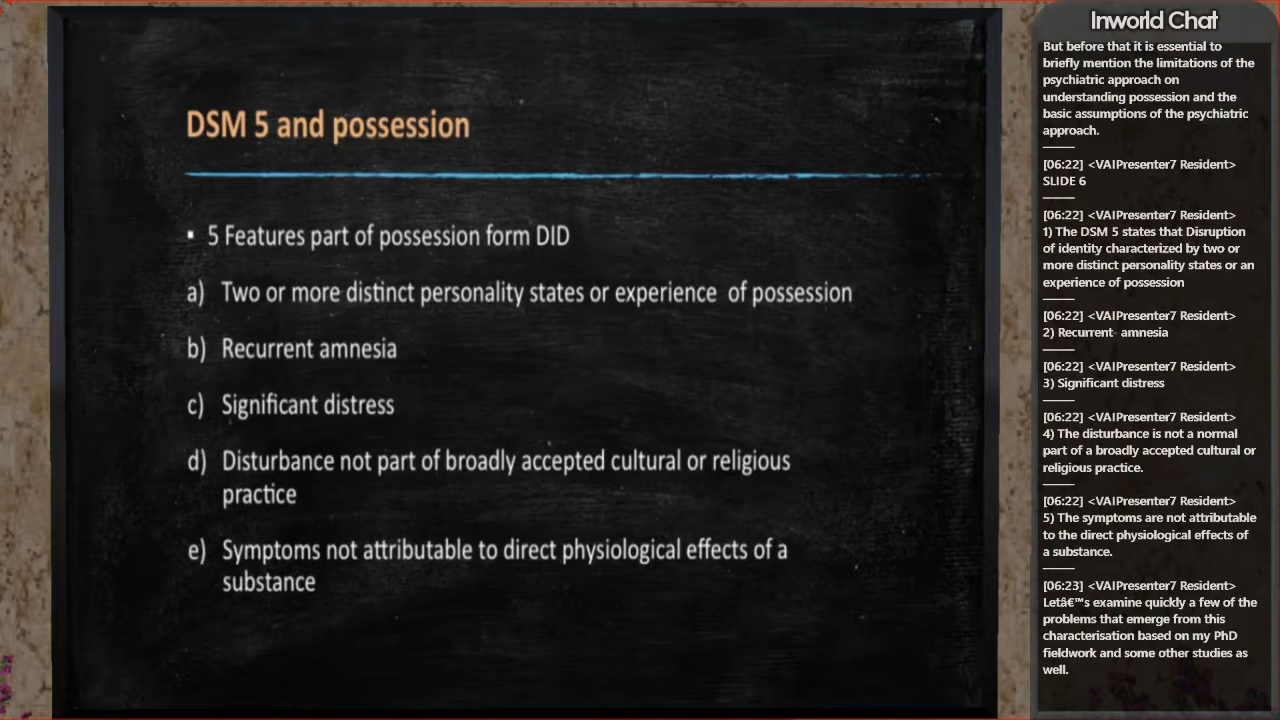 DSM 5 and possession
▪ 5 Features part of possession form DID
a) Two or more distinct personality states or experience of possession
b) Recurrent amnesia
c) Significant distress
d) Disturbance not part of broadly accepted cultural or religious
practice
e) Symptoms not attributable to direct physiological effects of a
substance
Inworld Chat
But before that it is essential to
briefly mention the limitations of the
psychiatric approach on
understanding possession and the
basic assumptions of the psychiatric
approach.
[06:22] <VAIPresenter7 Resident>
SLIDE 6
[06:22] <VAIPresenter7 Resident>
1) The DSM 5 states that Disruption
of identity characterized by two or
more distinct personality states or an
experience of possession
[06:22] <VAIPresenter7 Resident>
2) Recurrent amnesia
[06:22] <VAIPresenter7 Resident>
3) Significant distress
[06:22] <VAIPresenter7 Resident>
4) The disturbance is not a normal
part of a broadly accepted cultural or
religious practice.
[06:22] <VAIPresenter7 Resident>
5) The symptoms are not attributable
to the direct physiological effects of
a substance.
[06:23] <VAIPresenter7 Resident>
Letâ€™s examine quickly a few of the
problems that emerge from this
characterisation based on my PhD
fieldwork and some other studies as
well.